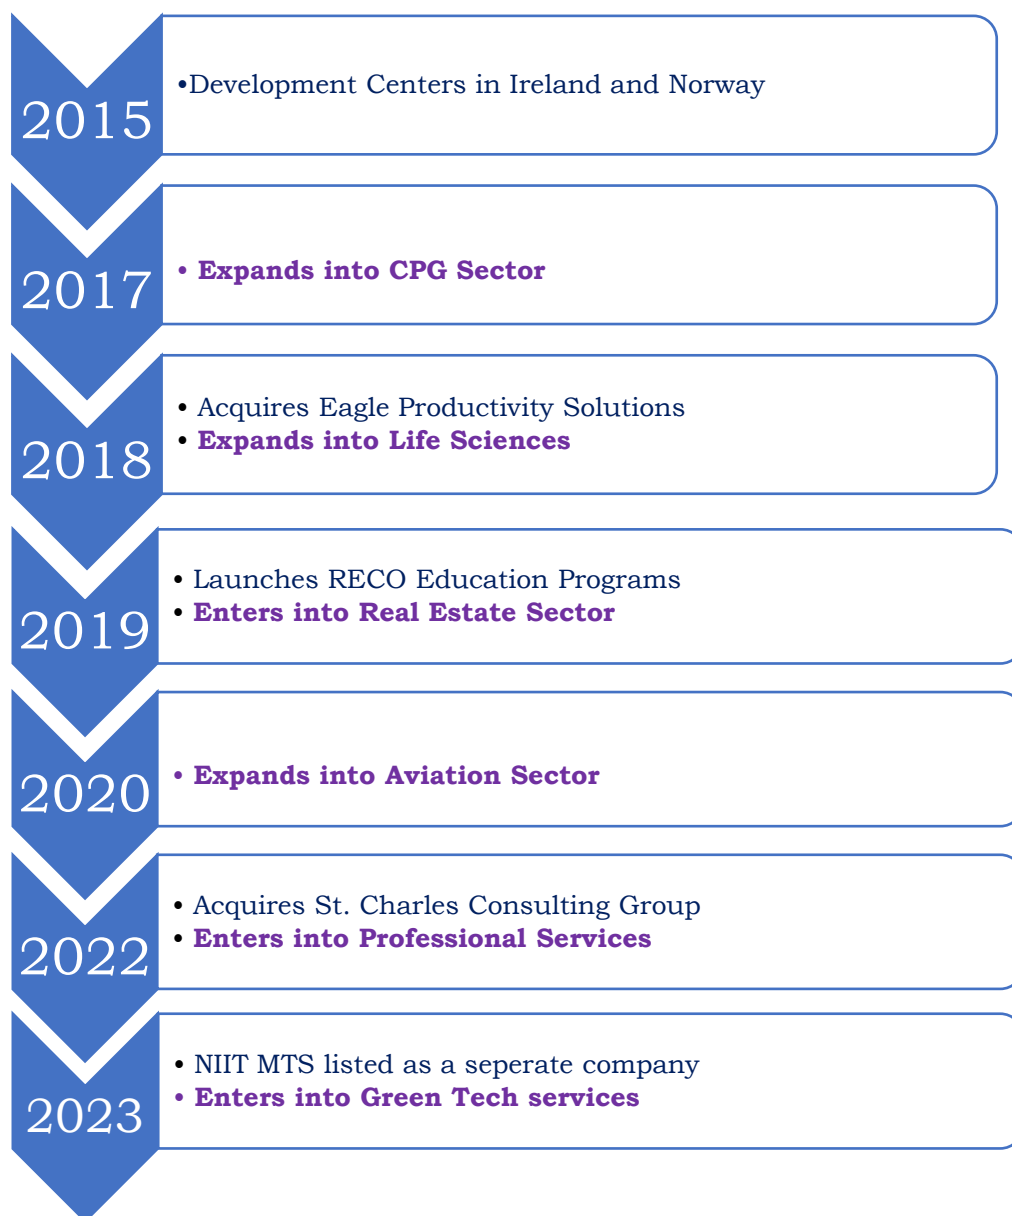 2015
•Development Centers in Ireland and Norway
2017
• Expands into CPG Sector
2018
• Acquires Eagle Productivity Solutions
• Expands into Life Sciences
2019
• Launches RECO Education Programs
• Enters into Real Estate Sector
2020
• Expands into Aviation Sector
2022
• Acquires St. Charles Consulting Group
• Enters into Professional Services
2023
• NIIT MTS listed as a seperate company
• Enters into Green Tech services